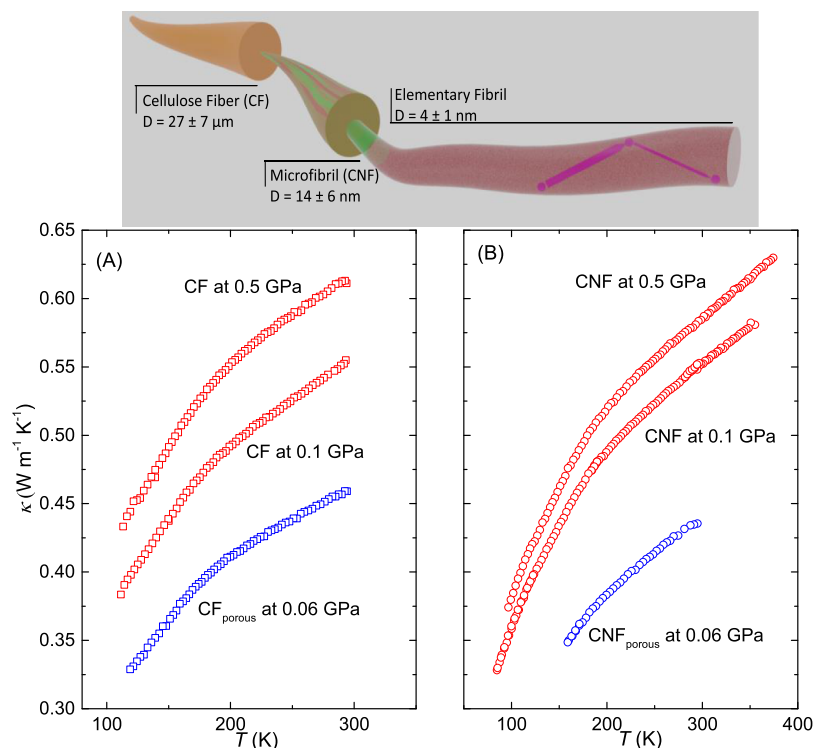 Cellulose Fiber (CF)
D = 27 ± 7 µm
Elementary Fibril
D = 4 ± 1 nm
Microfibril (CNF)
D = 14 ± 6 nm
0.65
0.60
0.55
0.50
0.45
0.40
0.35
0.30
κ (W m⁻¹ K⁻¹)
(A)
CF at 0.5 GPa
CF at 0.1 GPa
CFporous at 0.06 GPa
100 200 300
T (K)
(B)
CNF at 0.5 GPa
CNF at 0.1 GPa
CNFporous at 0.06 GPa
100 200 300 400
T (K)